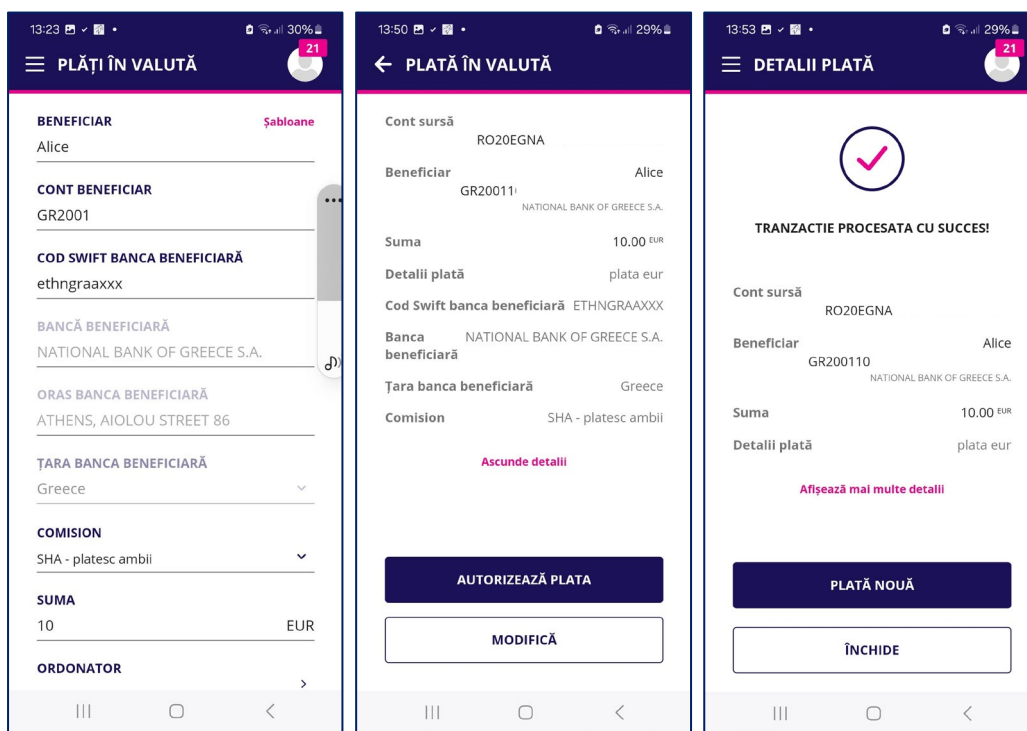 13:23
30%
21
PLĂȚI ÎN VALUTĂ
BENEFICIAR Șabloane
Alice
CONT BENEFICIAR
GR2001
COD SWIFT BANCA BENEFICIARĂ
ethngraaxxx
BANCĂ BENEFICIARĂ
NATIONAL BANK OF GREECE S.A.
ORAS BANCA BENEFICIARĂ
ATHENS, AIOLOU STREET 86
ȚARA BANCA BENEFICIARĂ
Greece
COMISION
SHA - platesc ambii
SUMA
10 EUR
ORDONATOR
13:50
29%
PLATĂ ÎN VALUTĂ
Cont sursă
RO20EGNA
Beneficiar Alice
GR20011
NATIONAL BANK OF GREECE S.A.
Suma 10.00 EUR
Detalii plată plata eur
Cod Swift banca beneficiară ETHNGRAAXXX
Banca beneficiară NATIONAL BANK OF GREECE S.A.
Țara banca beneficiară Greece
Comision SHA - platesc ambii
Ascunde detalii
AUTORIZEAZĂ PLATA
MODIFICĂ
13:53
29%
21
DETALII PLATĂ
TRANZACTIE PROCESATA CU SUCCES!
Cont sursă
RO20EGNA
Beneficiar Alice
GR200110
NATIONAL BANK OF GREECE S.A.
Suma 10.00 EUR
Detalii plată plata eur
Afișează mai multe detalii
PLATĂ NOUĂ
ÎNCHIDE